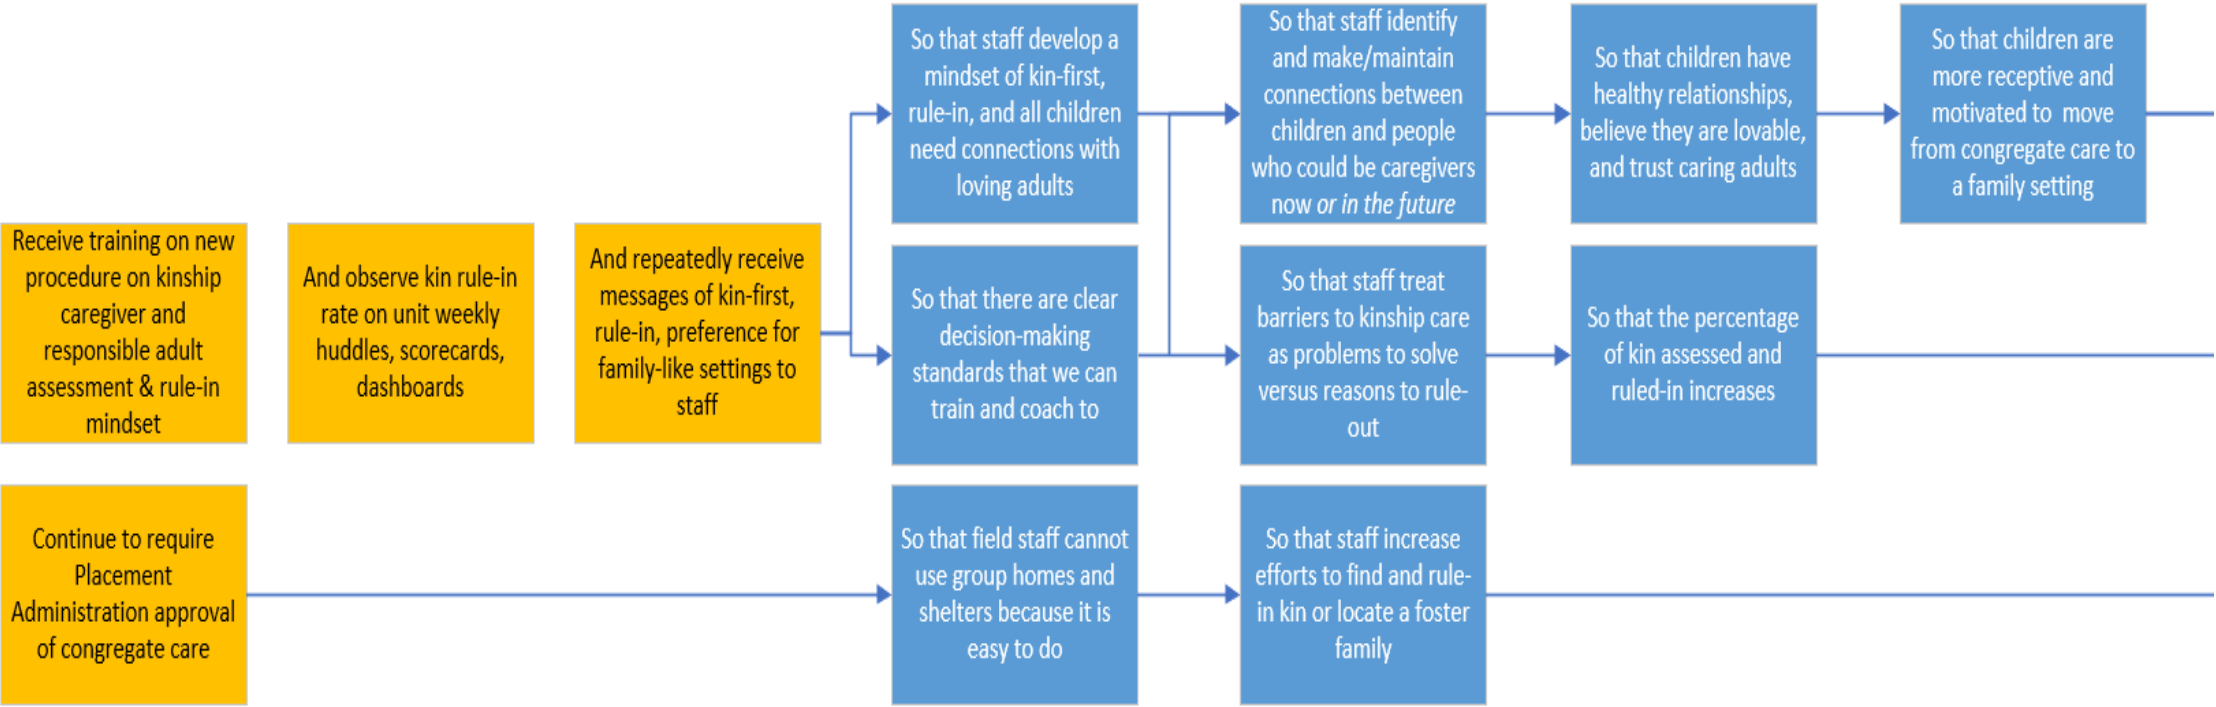 So that staff develop a
mindset of kin-first,
rule-in, and all children
need connections with
loving adults
So that staff identify
and make/maintain
connections between
children and people
who could be caregivers
now or in the future
So that children have
healthy relationships,
believe they are lovable,
and trust caring adults
So that children are
more receptive and
motivated to  move
from congregate care to
a family setting
Receive training on new
procedure on kinship
caregiver and
responsible adult
assessment & rule-in
mindset
And observe kin rule-in
rate on unit weekly
huddles, scorecards,
dashboards
And repeatedly receive
messages of kin-first,
rule-in, preference for
family-like settings to
staff
So that there are clear
decision-making
standards that we can
train and coach to
So that staff treat
barriers to kinship care
as problems to solve
versus reasons to rule-
out
So that the percentage
of kin assessed and
ruled-in increases
Continue to require
Placement
Administration approval
of congregate care
So that field staff cannot
use group homes and
shelters because it is
easy to do
So that staff increase
efforts to find and rule-
in kin or locate a foster
family